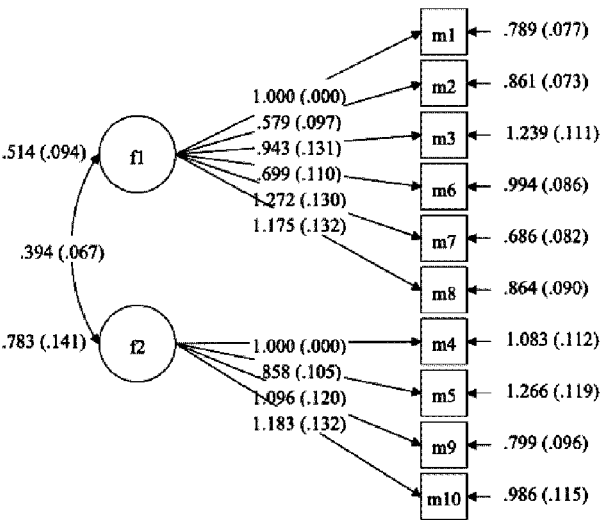 m1
.789 (.077)
m2
.861 (.073)
1.000 (.000)
.579 (.097)
m3
1.239 (.111)
.943 (.131)
.514 (.094)
f1
.699 (.110)
m6
.994 (.086)
1.272 (.130)
1.175 (.132)
m7
.686 (.082)
.394 (.067)
m8
.864 (.090)
.783 (.141)
f2
1.000 (.000)
m4
1.083 (.112)
.858 (.105)
m5
1.266 (.119)
1.096 (.120)
1.183 (.132)
m9
.799 (.096)
m10
.986 (.115)